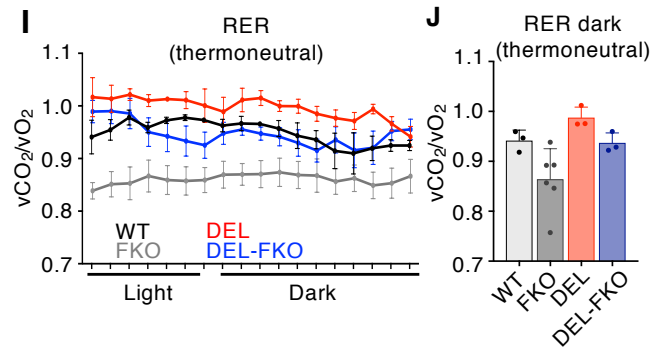 I
RER
(thermoneutral)
vCO2/vO2
1.1
1.0
0.9
0.8
0.7
WT
DEL
FKO
DEL-FKO
Light
Dark
J
RER dark
(thermoneutral)
vCO2/vO2
1.1
1.0
0.9
0.8
0.7
WT
FKO
DEL
DEL-FKO